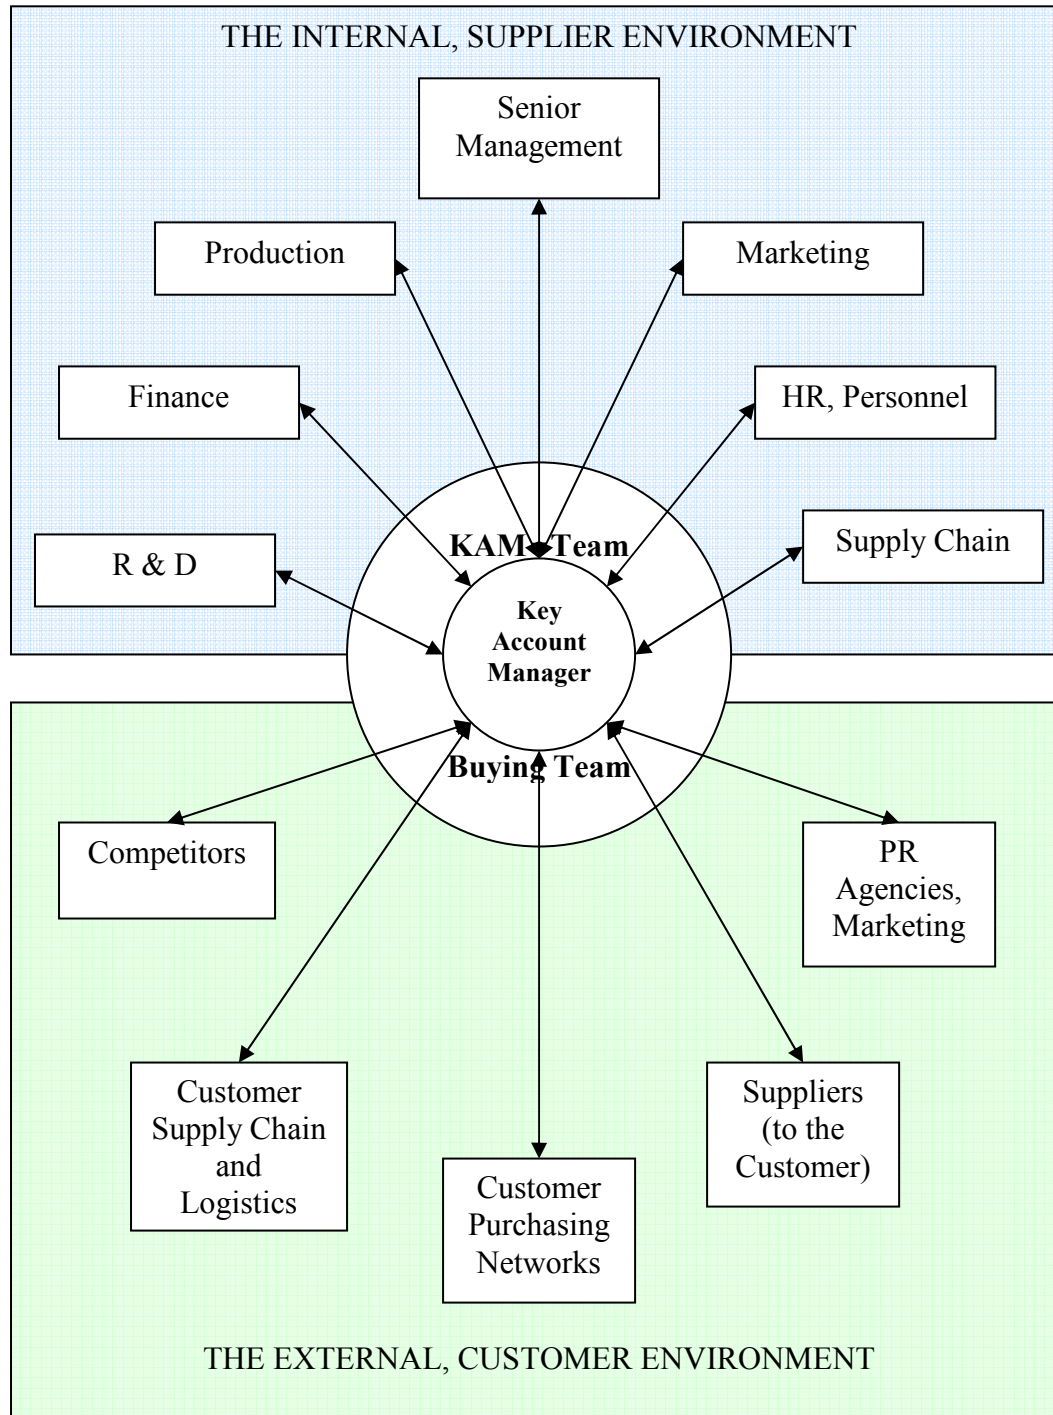 THE INTERNAL, SUPPLIER ENVIRONMENT
Senior
Management
Production
Marketing
Finance
HR, Personnel
Supply Chain
R & D
KAM Team
Key
Account
Manager
Buying Team
Competitors
PR
Agencies,
Marketing
Customer
Supply Chain
and
Logistics
Suppliers
(to the
Customer)
Customer
Purchasing
Networks
THE EXTERNAL, CUSTOMER ENVIRONMENT